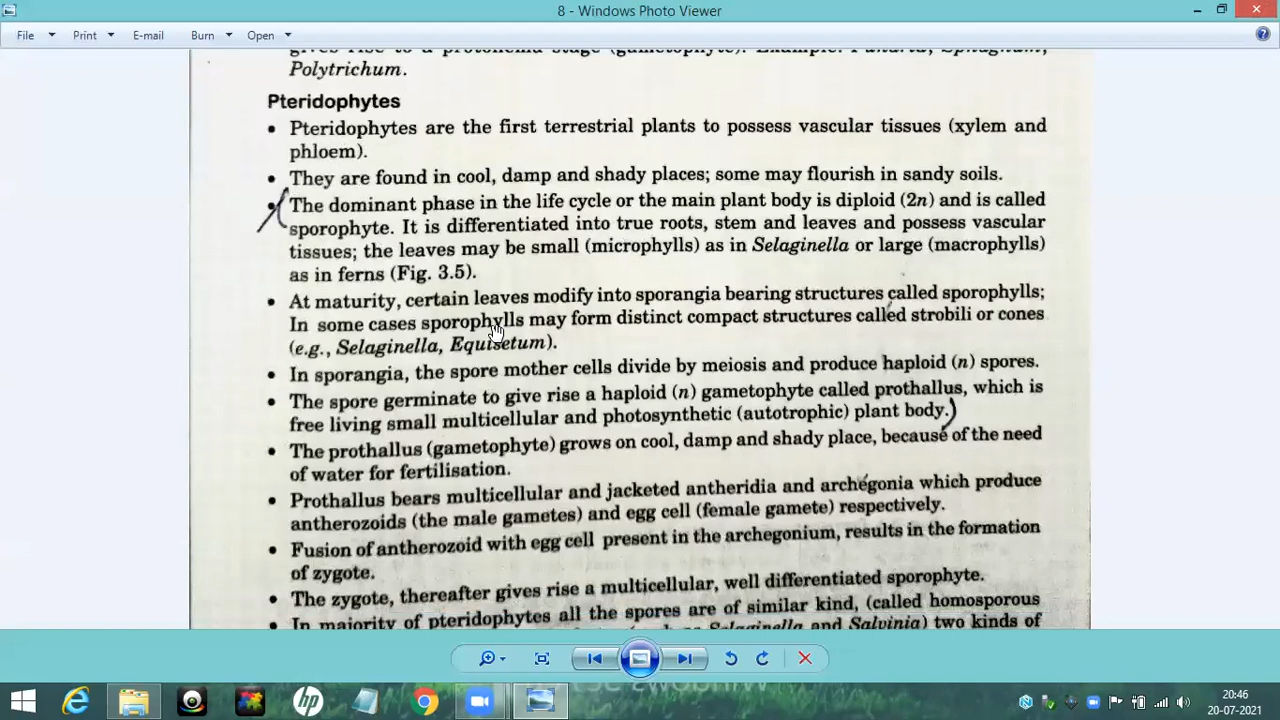 8 - Windows Photo Viewer
File Print E-mail Burn Open
gives rise to a protonema stage (gametophyte). Example: Funaria, Sphagnum,
Polytrichum.
Pteridophytes
• Pteridophytes are the first terrestrial plants to possess vascular tissues (xylem and
phloem).
• They are found in cool, damp and shady places; some may flourish in sandy soils.
• The dominant phase in the life cycle or the main plant body is diploid (2n) and is called
sporophyte. It is differentiated into true roots, stem and leaves and possess vascular
tissues; the leaves may be small (microphylls) as in Selaginella or large (macrophylls)
as in ferns (Fig. 3.5).
• At maturity, certain leaves modify into sporangia bearing structures called sporophylls;
In some cases sporophylls may form distinct compact structures called strobili or cones
(e.g., Selaginella, Equisetum).
• In sporangia, the spore mother cells divide by meiosis and produce haploid (n) spores.
• The spore germinate to give rise a haploid (n) gametophyte called prothallus, which is
free living small multicellular and photosynthetic (autotrophic) plant body.)
• The prothallus (gametophyte) grows on cool, damp and shady place, because of the need
of water for fertilisation.
• Prothallus bears multicellular and jacketed antheridia and archegonia which produce
antherozoids (the male gametes) and egg cell (female gamete) respectively.
• Fusion of antherozoid with egg cell present in the archegonium, results in the formation
of zygote.
• The zygote, thereafter gives rise a multicellular, well differentiated sporophyte.
• In majority of pteridophytes all the spores are of similar kind, (called homosporous
Selaginella and Salvinia) two kinds of
20:46
20-07-2021